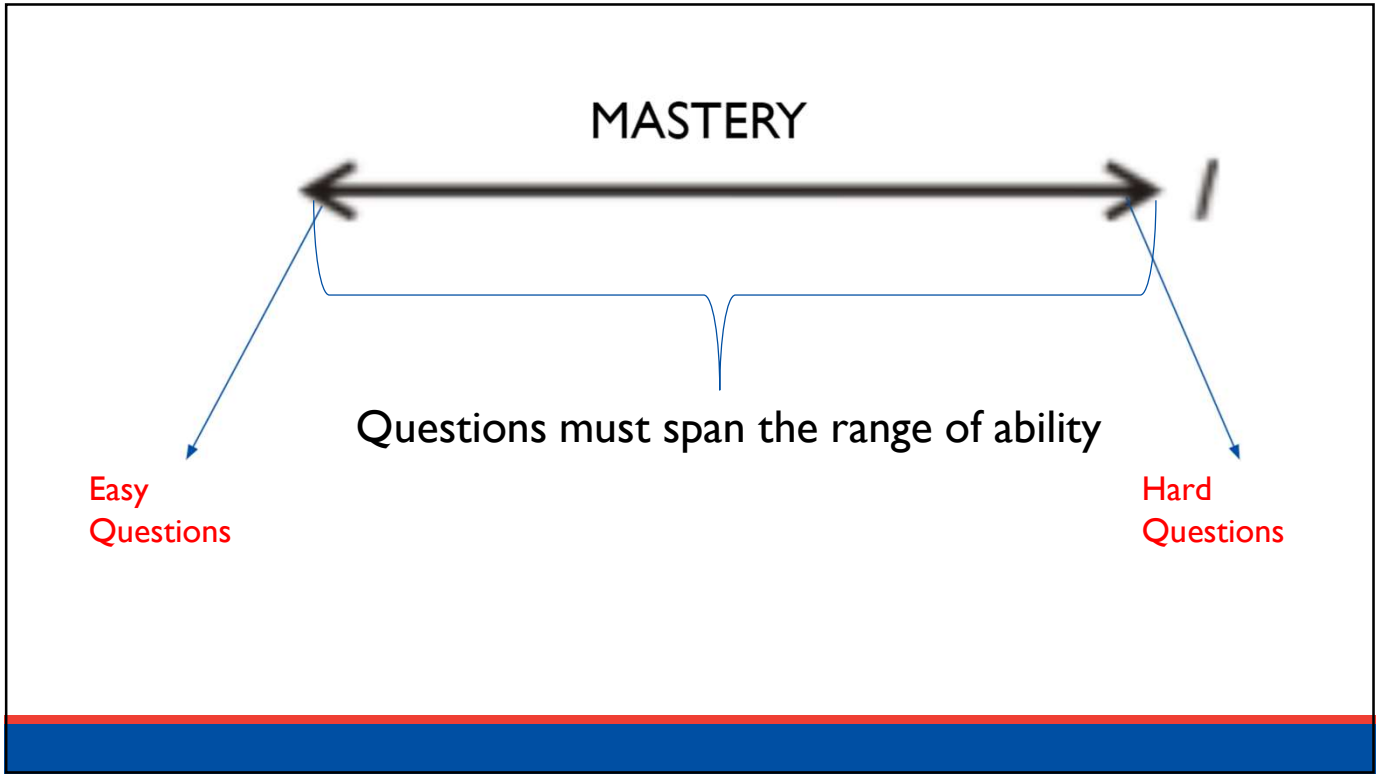 MASTERY
l
Questions must span the range of ability
Easy
Questions
Hard
Questions